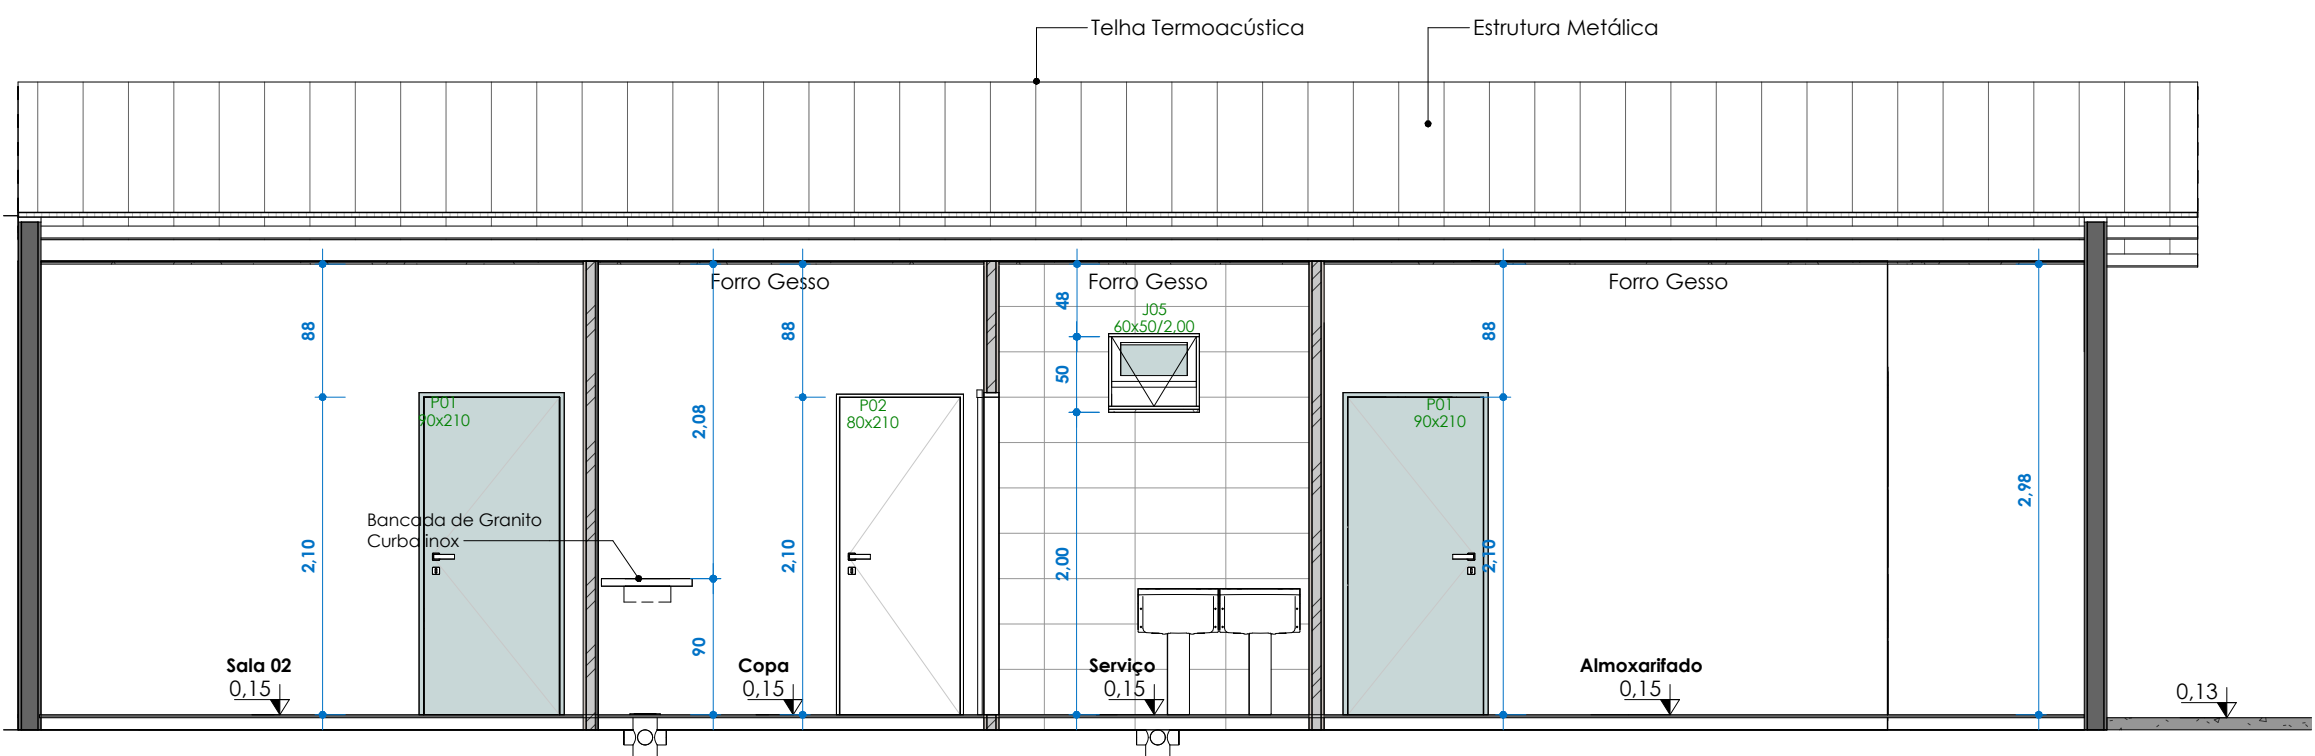 Telha Termoacústica
Estrutura Metálica
Forro Gesso
Forro Gesso
Forro Gesso
J05
60x50/2,00
88
88
48
50
88
P01
90x210
P02
80x210
P01
90x210
2,08
2,98
Bancada de Granito
Curba inox
2,10
2,10
2,00
2,10
90
Sala 02
0,15
Copa
0,15
Serviço
0,15
Almoxarifado
0,15
0,13